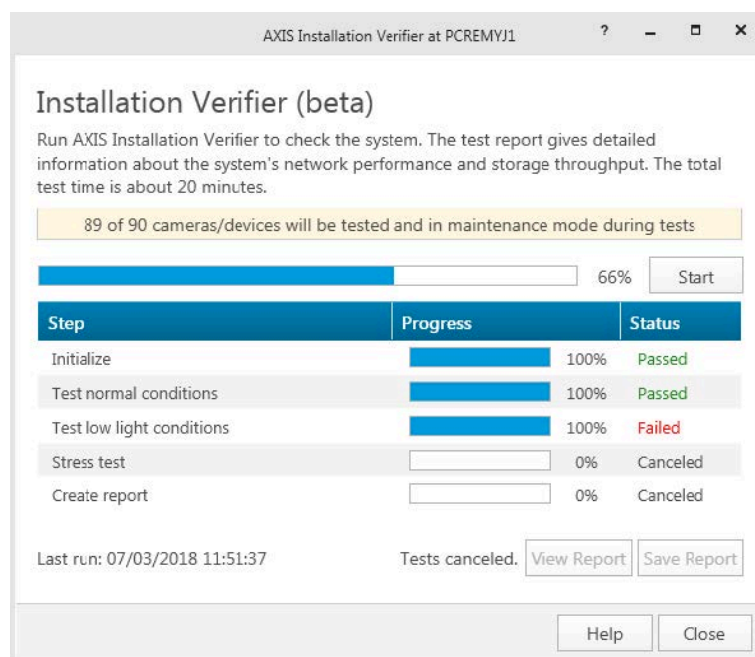 AXIS Installation Verifier at PCREMYJ1
?
Installation Verifier (beta)
Run AXIS Installation Verifier to check the system. The test report gives detailed
information about the system's network performance and storage throughput. The total
test time is about 20 minutes.
89 of 90 cameras/devices will be tested and in maintenance mode during tests
66% Start
Step Progress Status
Initialize 100% Passed
Test normal conditions 100% Passed
Test low light conditions 100% Failed
Stress test 0% Canceled
Create report 0% Canceled
Last run: 07/03/2018 11:51:37 Tests canceled. View Report Save Report
Help Close